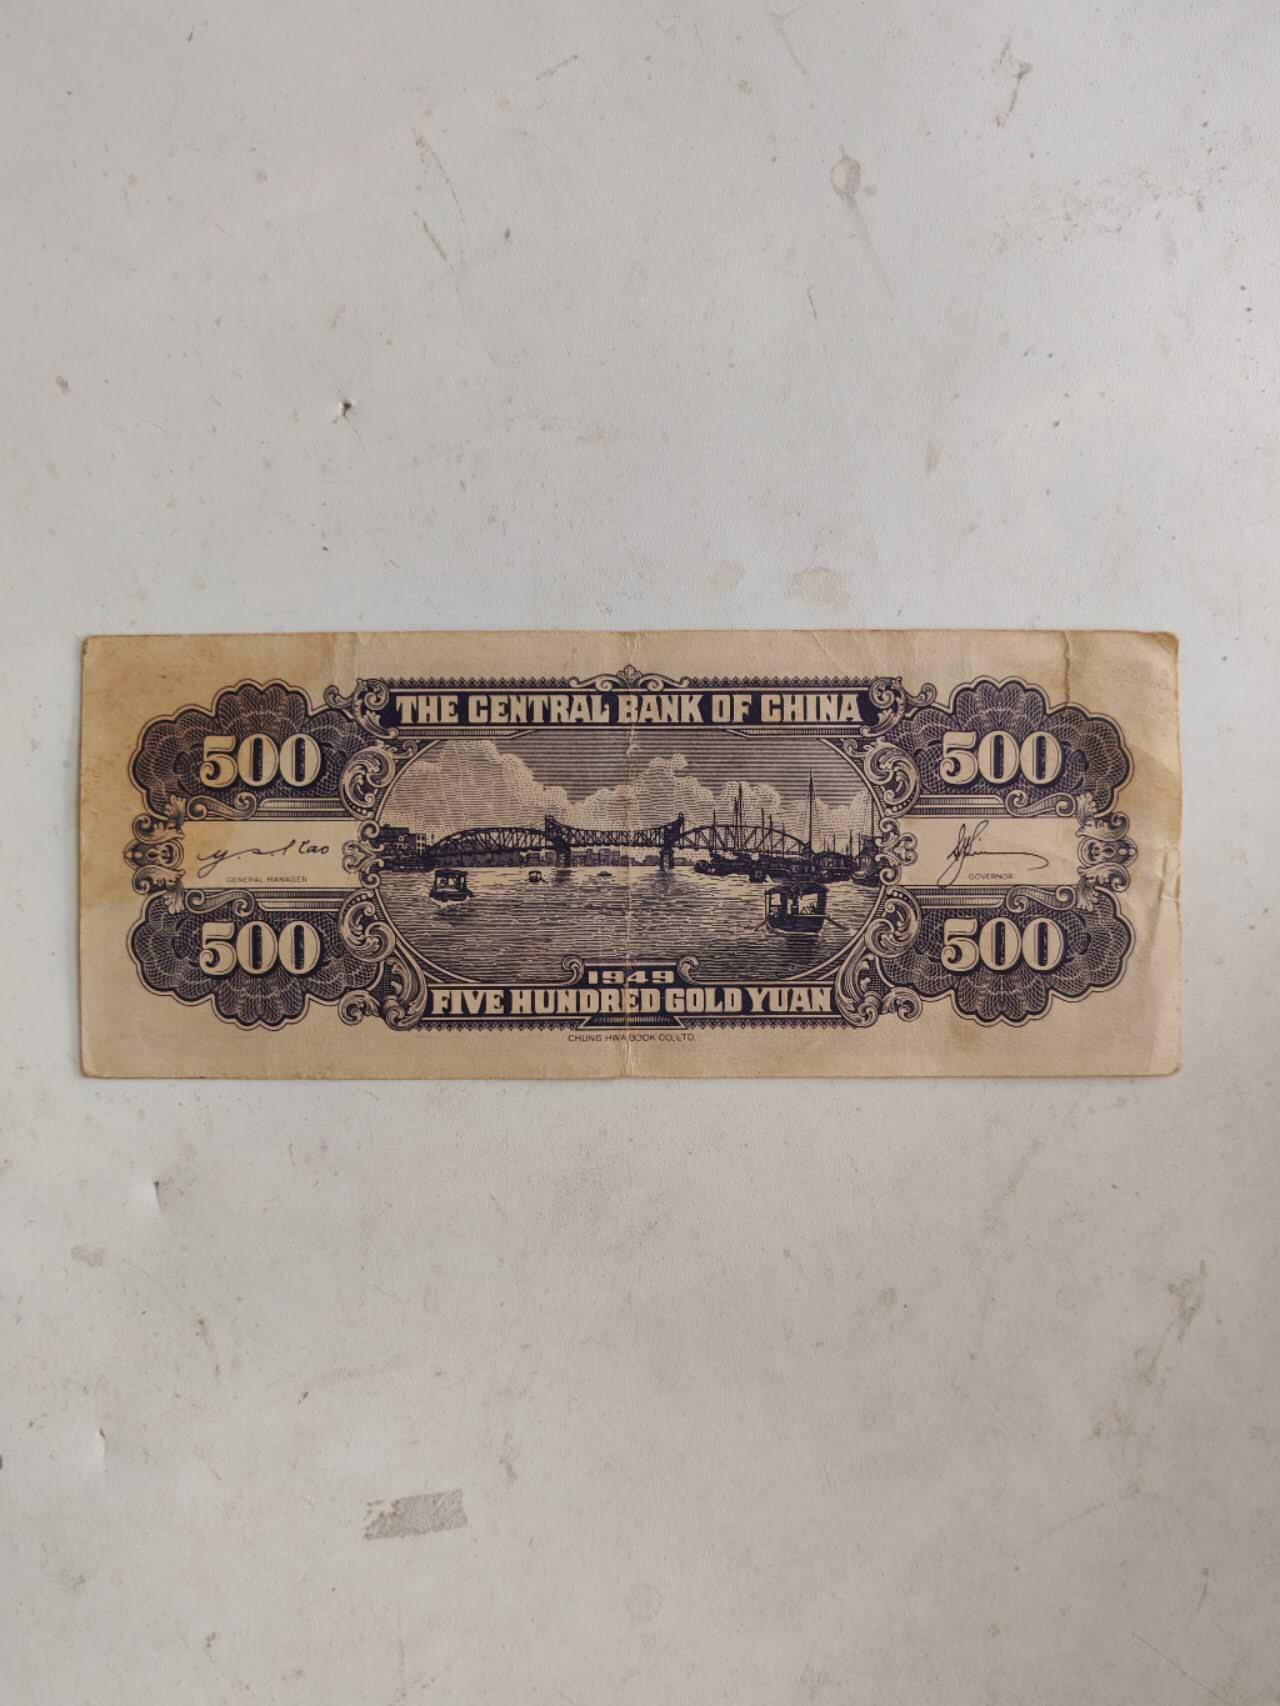 THE CENTRAL BANK OF CHINA
500
500
GENERAL MANAGER
GOVERNOR
500
500
1949
FIVE HUNDRED GOLD YUAN
CHUNG HWA BOOK CO., LTD.